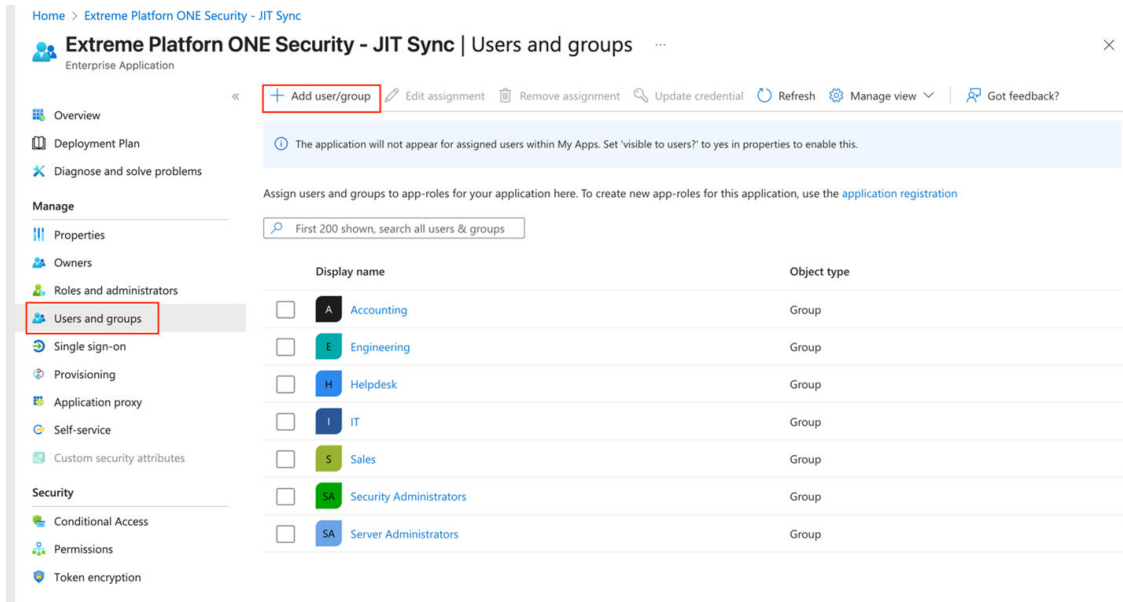 Home > Extreme Platforn ONE Security - JIT Sync
Extreme Platforn ONE Security - JIT Sync | Users and groups ...
Enterprise Application
« Add user/group Edit assignment Remove assignment Update credential Refresh Manage view Got feedback?
Overview
Deployment Plan
Diagnose and solve problems
Manage
Properties
Owners
Roles and administrators
Users and groups
Single sign-on
Provisioning
Application proxy
Self-service
Custom security attributes
Security
Conditional Access
Permissions
Token encryption
The application will not appear for assigned users within My Apps. Set 'visible to users?' to yes in properties to enable this.
Assign users and groups to app-roles for your application here. To create new app-roles for this application, use the application registration
First 200 shown, search all users & groups
Display name Object type
A Accounting Group
E Engineering Group
H Helpdesk Group
I IT Group
S Sales Group
SA Security Administrators Group
SA Server Administrators Group